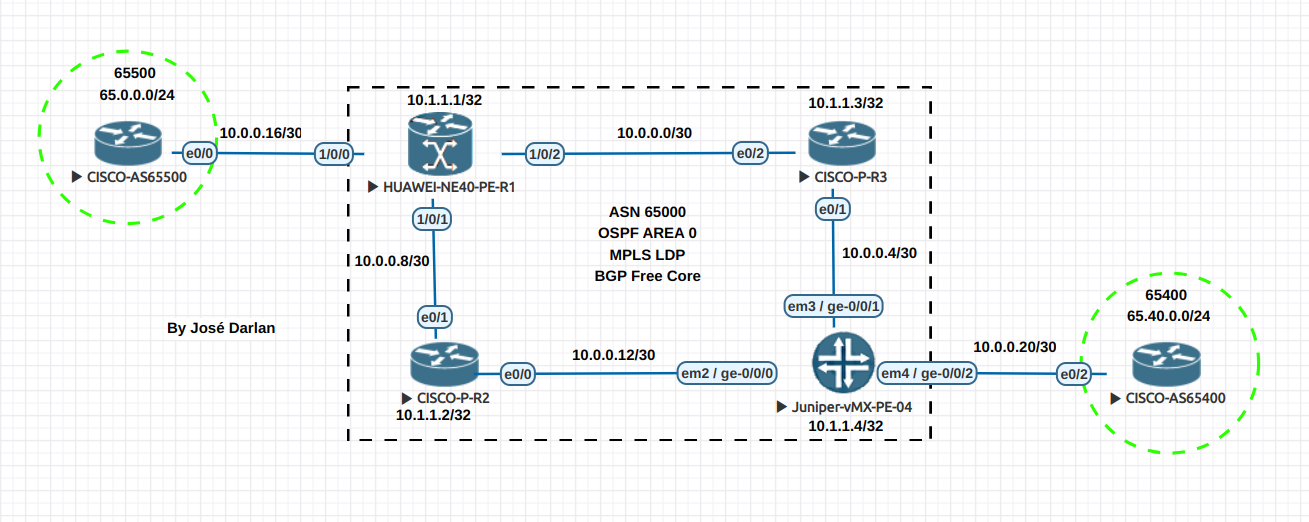 65500
65.0.0.0/24
10.0.0.16/30
e0/0
1/0/0
CISCO-AS65500
10.1.1.1/32
HUAWEI-NE40-PE-R1
1/0/2
10.0.0.0/30
e0/2
10.1.1.3/32
CISCO-P-R3
1/0/1
10.0.0.8/30
e0/1
ASN 65000
OSPF AREA 0
MPLS LDP
BGP Free Core
e0/1
10.0.0.4/30
em3 / ge-0/0/1
By José Darlan
CISCO-P-R2
10.1.1.2/32
e0/0
10.0.0.12/30
em2 / ge-0/0/0
Juniper-vMX-PE-04
10.1.1.4/32
em4 / ge-0/0/2
10.0.0.20/30
e0/2
65400
65.40.0.0/24
CISCO-AS65400